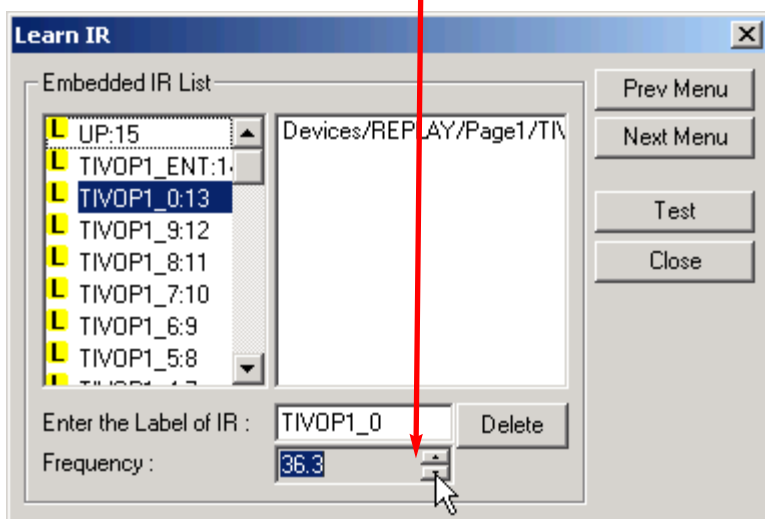 Learn IR
Embedded IR List
UP:15
TIVOP1_ENT:1
TIVOP1_0:13
TIVOP1_9:12
TIVOP1_8:11
TIVOP1_7:10
TIVOP1_6:9
TIVOP1_5:8
Devices/REPLAY/Page1/TIV
Prev Menu
Next Menu
Test
Close
Enter the Label of IR :
TIVOP1_0
Delete
Frequency :
36.3